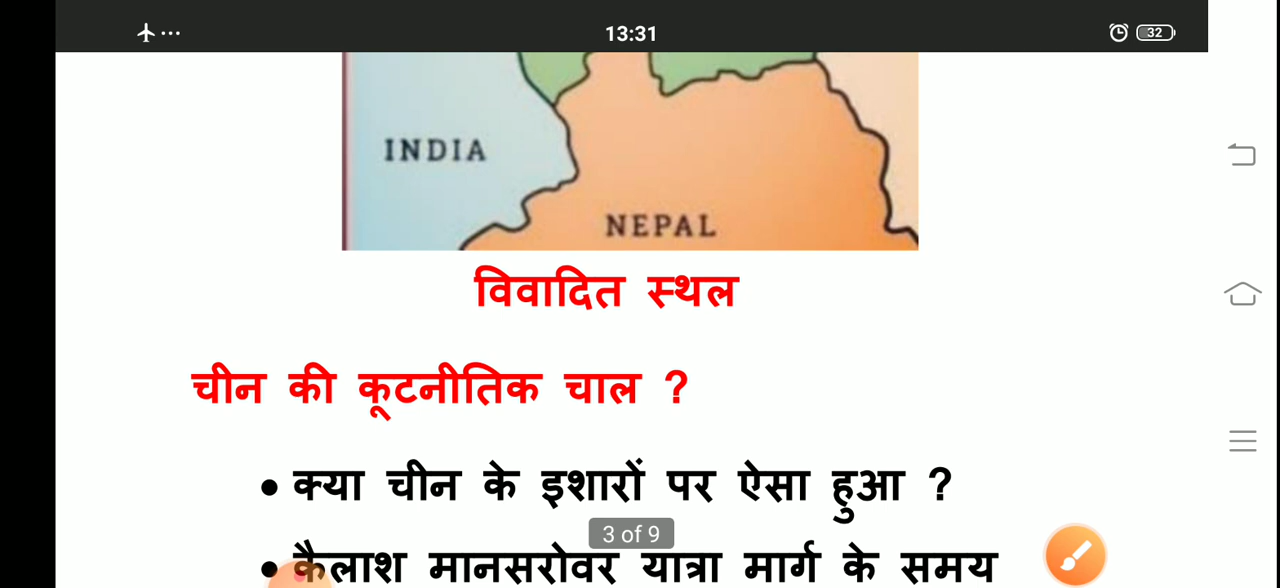 13:31
32
INDIA
NEPAL
विवादित स्थल
चीन की कूटनीतिक चाल ?
• क्या चीन के इशारों पर ऐसा हुआ ?
3 of 9
• कैलाश मानसरोवर यात्रा मार्ग के समय